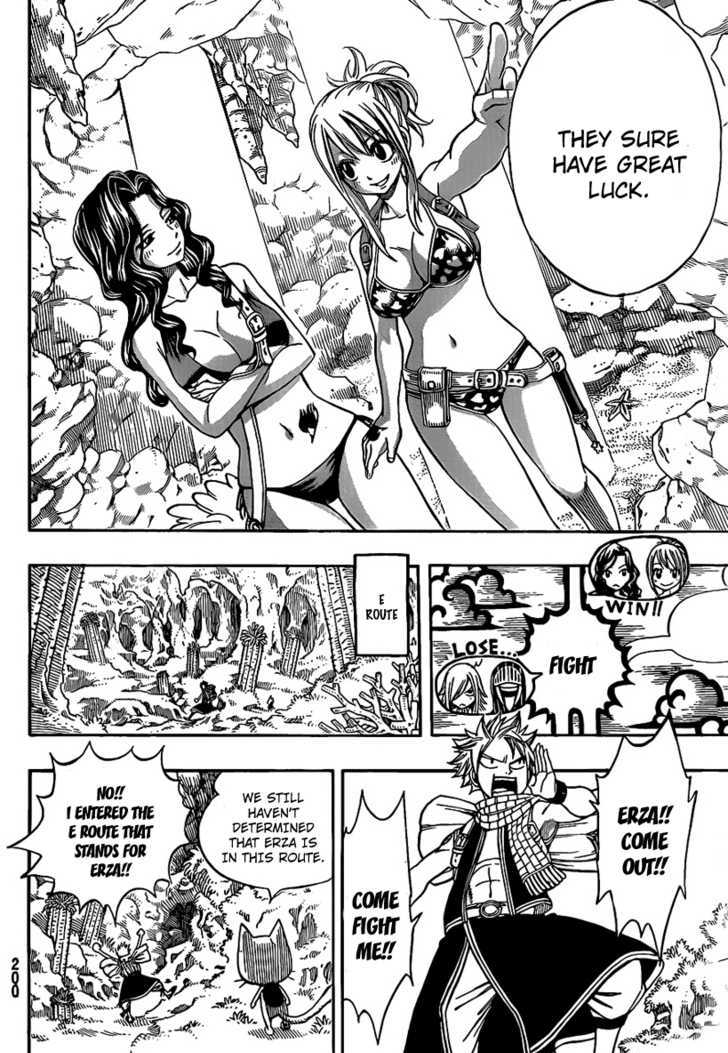 THEY SURE
HAVE GREAT
LUCK.
WIN!!
LOSE...
FIGHT
E
ROUTE
ERZA!!
COME
OUT!!
COME
FIGHT
ME!!
WE STILL
HAVEN'T
DETERMINED
THAT ERZA IS
IN THIS ROUTE.
NO!!
I ENTERED THE
E ROUTE THAT
STANDS FOR
ERZA!!
200